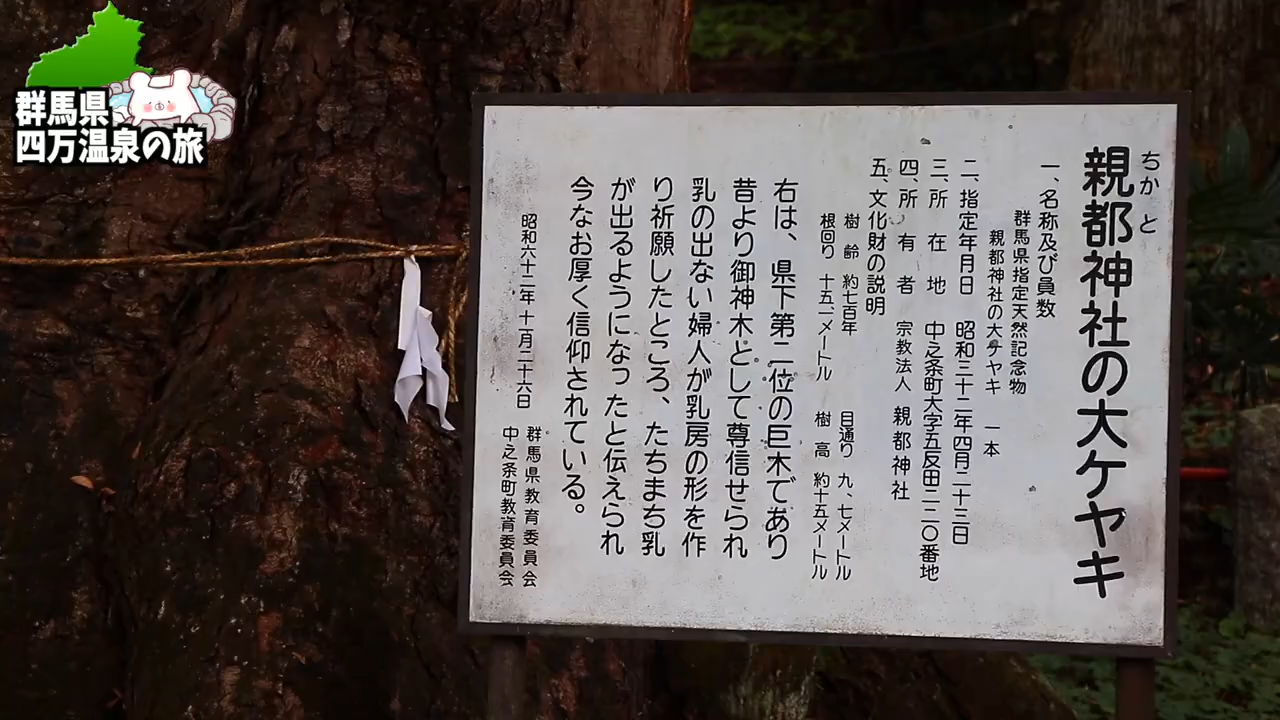 群馬県、
四万温泉の旅
ちかと
親都神社の大ケヤキ
一、名称及び員数
群馬県指定天然記念物
親都神社の大ケヤキ 一本
二、指定年月日 昭和三十二年四月二十三日
三、所在地 中之条町大字五反田二二〇番地
四、所有者 宗教法人 親都神社
五、文化財の説明
樹齢 約七百年 目通り 九、七メートル
根回り 十五、一メートル 樹高 約十五メートル
右は、県下第二位の巨木であり
昔より御神木として尊信せられ
乳の出ない婦人が乳房の形を作
り祈願したところ、たちまち乳
が出るようになったと伝えられ
今なお厚く信仰されている。
昭和六十二年十一月二十六日
群馬県教育委員会
中之条町教育委員会